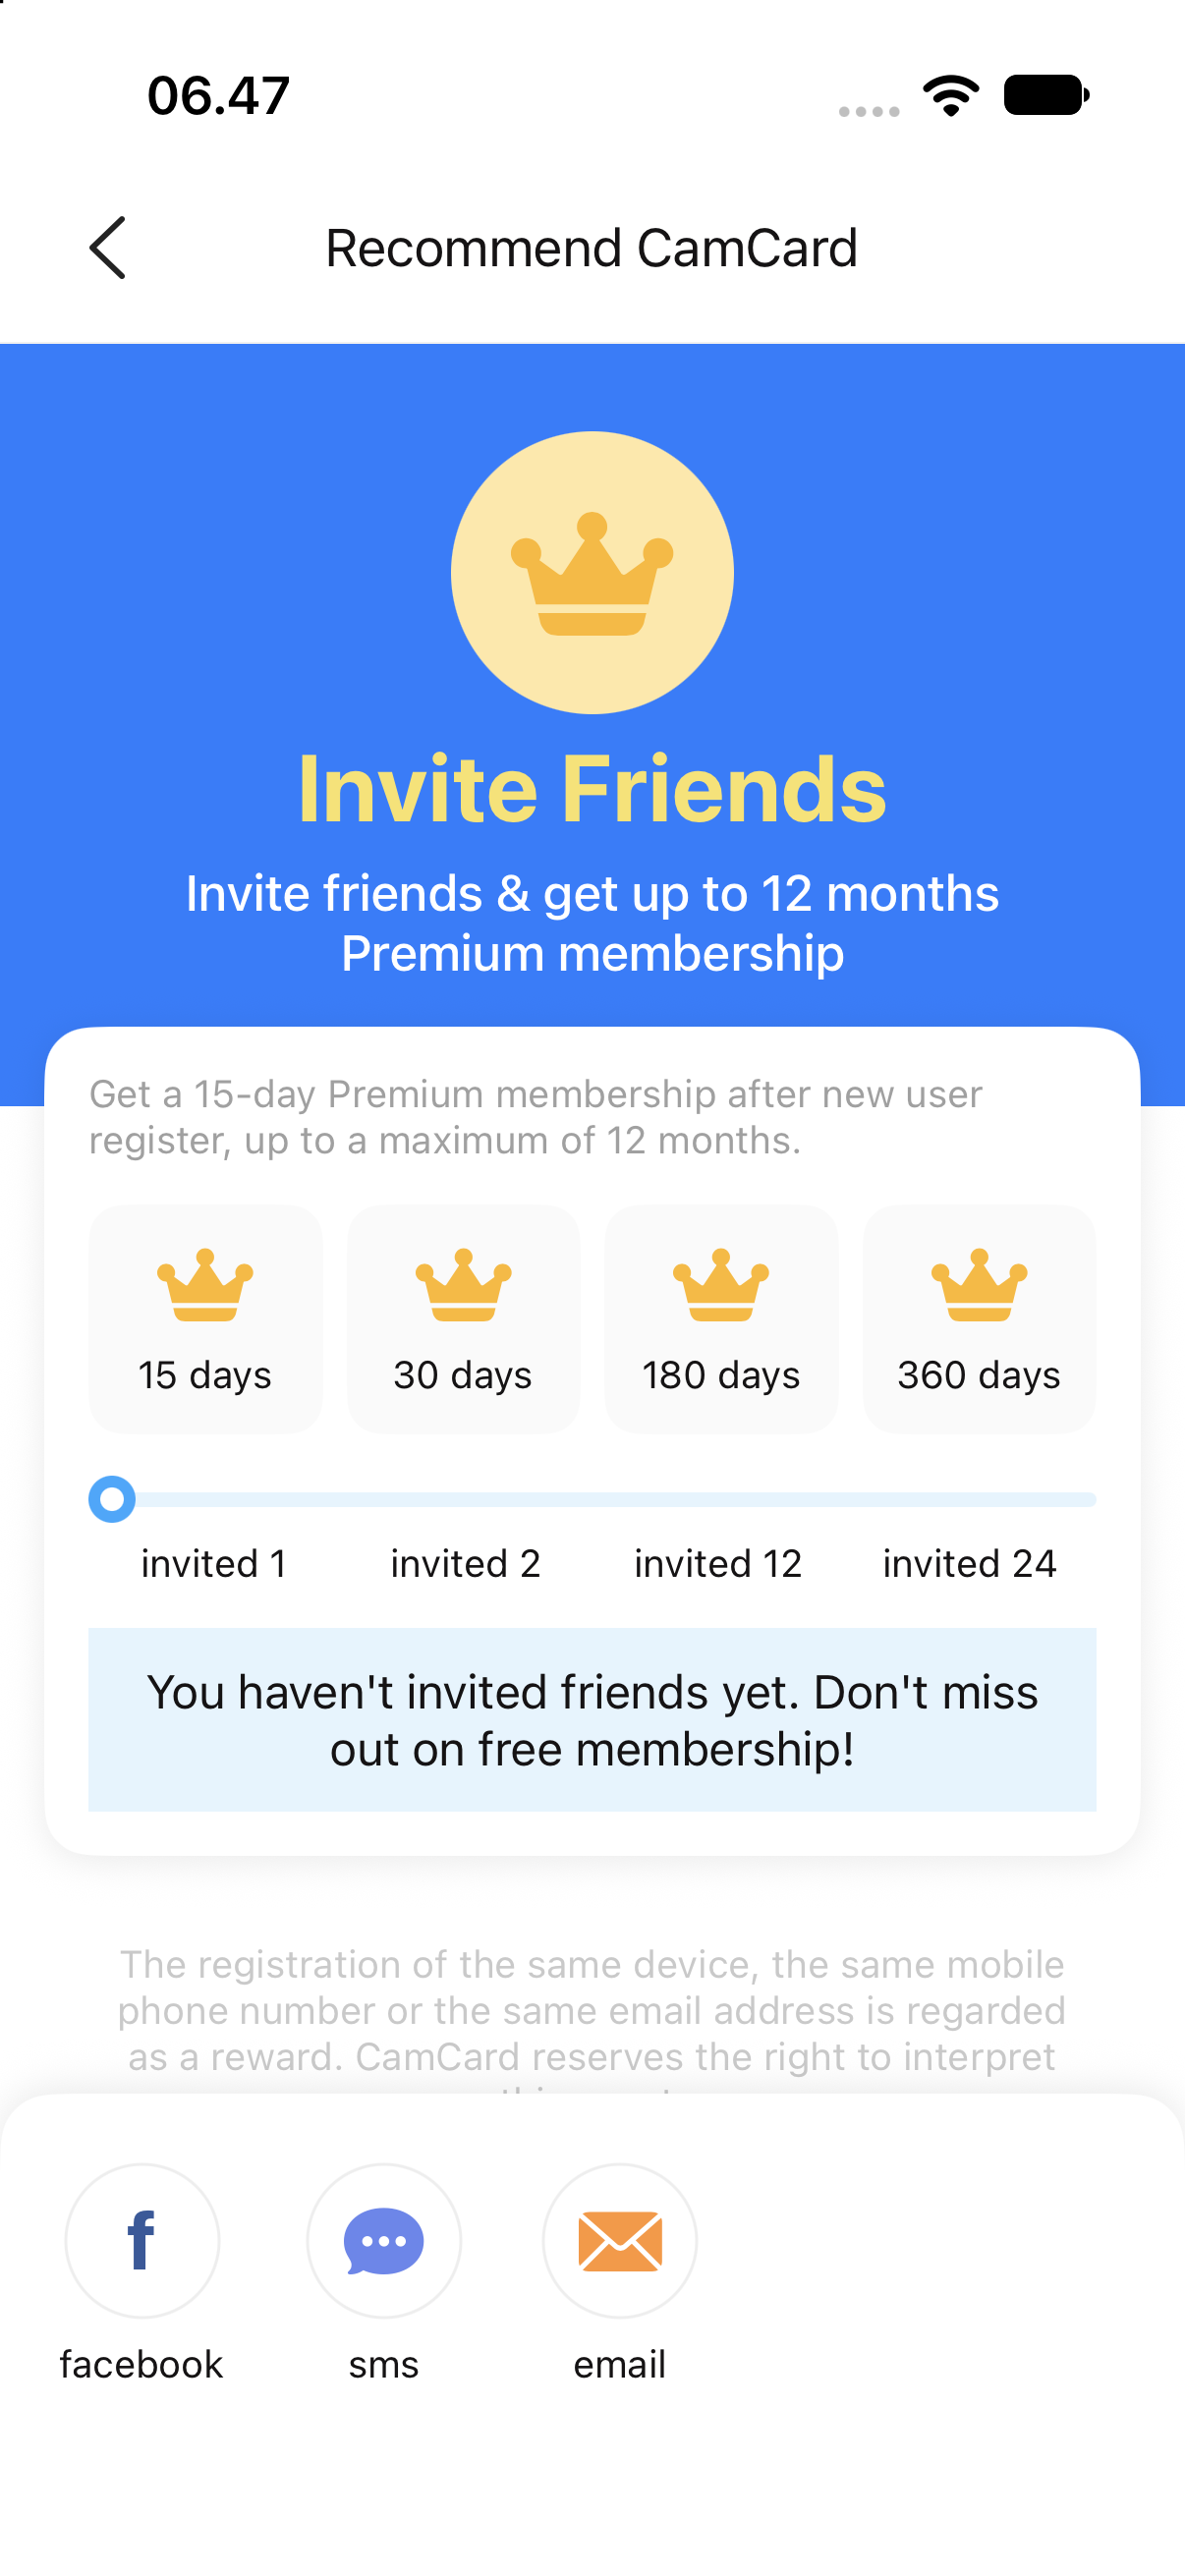 06.47
Recommend CamCard
Invite Friends
Invite friends & get up to 12 months
Premium membership
Get a 15-day Premium membership after new user
register, up to a maximum of 12 months.
15 days
30 days
180 days
360 days
invited 1
invited 2
invited 12
invited 24
You haven't invited friends yet. Don't miss
out on free membership!
The registration of the same device, the same mobile
phone number or the same email address is regarded
as a reward. CamCard reserves the right to interpret
facebook
sms
email